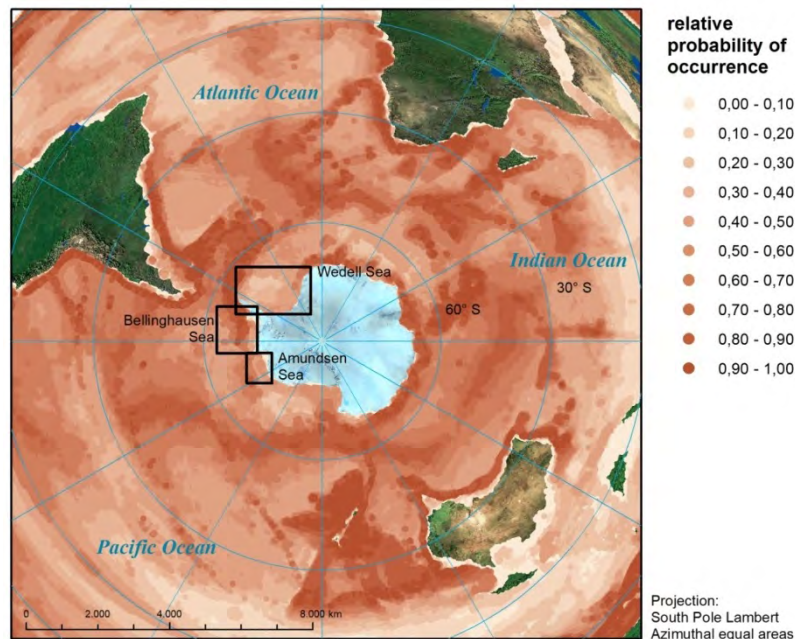 Atlantic Ocean
Wedell Sea
Indian Ocean
30° S
60° S
Bellinghausen
Sea
Amundsen
Sea
Pacific Ocean
0 2.000 4.000 8 000 km
relative
probability of
occurrence
0,00 - 0,10
0,10 - 0,20
0,20 - 0,30
0,30 - 0,40
0,40 - 0,50
0,50 - 0,60
0,60 - 0,70
0,70 - 0,80
0,80 - 0,90
0,90 - 1,00
Projection:
South Pole Lambert
Azimuthal equal areas